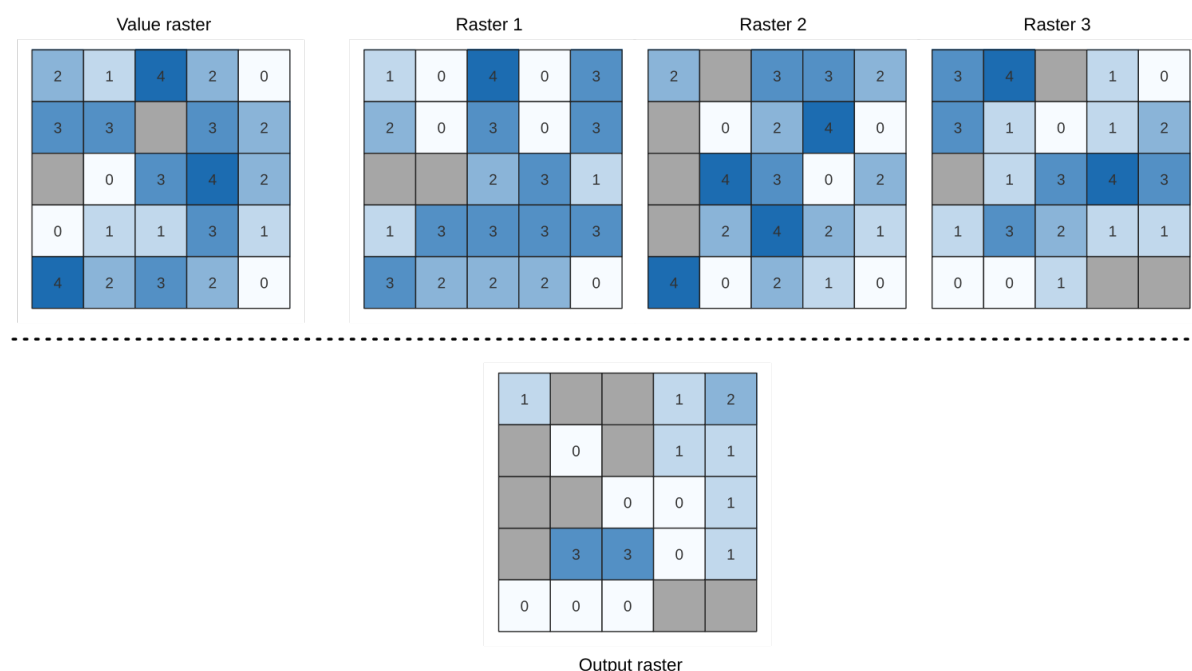 Value raster Raster 1 Raster 2 Raster 3
2 1 4 2 0 1 0 4 0 3 2 3 3 2 3 4 1 0
3 3 3 2 2 0 3 0 3 0 2 4 0 3 1 0 1 2
0 3 4 2 2 3 1 4 3 0 2 1 3 4 3
0 1 1 3 1 1 3 3 3 3 2 4 2 1 1 3 2 1 1
4 2 3 2 0 3 2 2 2 0 4 0 2 1 0 0 0 1
1 1 2
0 1 1
0 0 1
3 3 0 1
0 0 0
Output raster